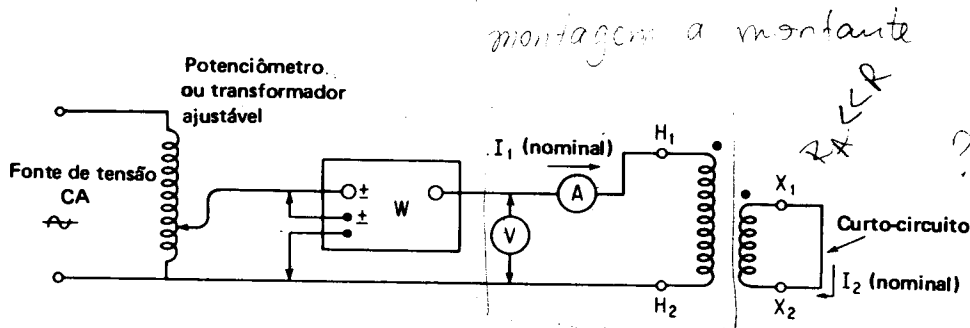 montagem a montante
Potenciômetro
ou transformador
ajustável
Fonte de tensão
CA
±
±
W
I₁ (nominal)
A
V
H₁
H₂
X₁
X₂
Curto-circuito
I₂ (nominal)
?